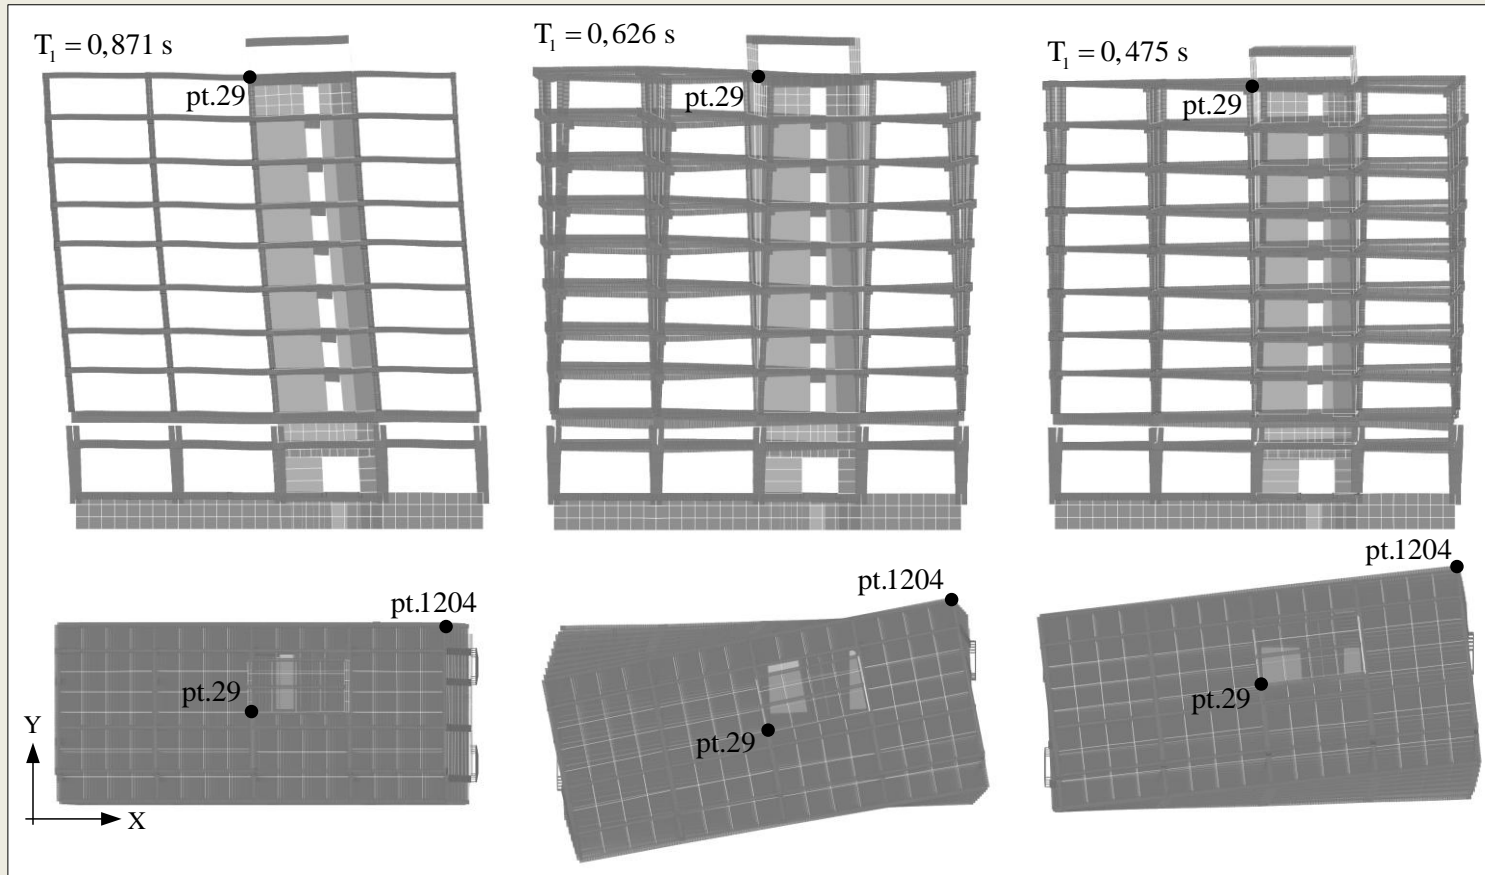 T₁ = 0,871 s
pt.29
T₁ = 0,626 s
pt.29
T₁ = 0,475 s
pt.29
pt.1204
pt.29
Y
X
pt.1204
pt.29
pt.1204
pt.29